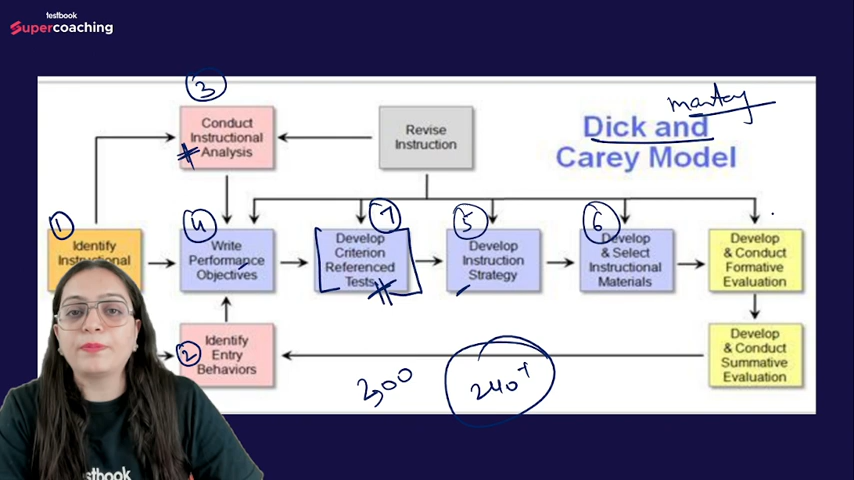 testbook
Supercoaching
3
Conduct
Instructional
Analysis
Revise
Instruction
Dick and
Carey Model
1
Identify
Instructional
4
Write
Performance
Objectives
7
Develop
Criterion
Referenced
Tests
5
Develop
Instruction
Strategy
6
Develop
& Select
Instructional
Materials
Develop
& Conduct
Formative
Evaluation
2
Identify
Entry
Behaviors
Develop
& Conduct
Summative
Evaluation
300
240+
stbook